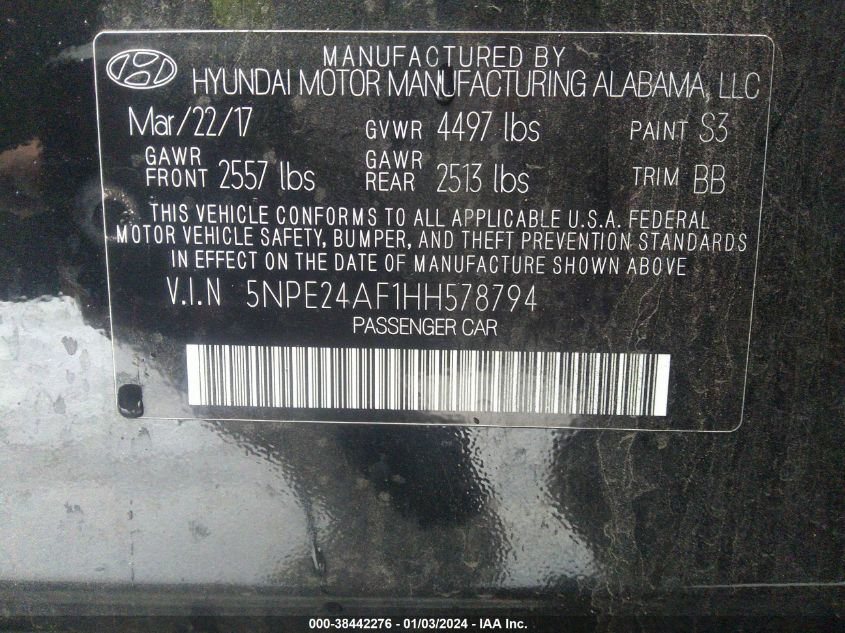 MANUFACTURED BY
HYUNDAI MOTOR MANUFACTURING ALABAMA, LLC
Mar/22/17 GVWR 4497 lbs PAINT S3
GAWR FRONT 2557 lbs GAWR REAR 2513 lbs TRIM BB
THIS VEHICLE CONFORMS TO ALL APPLICABLE U.S.A. FEDERAL
MOTOR VEHICLE SAFETY, BUMPER, AND THEFT PREVENTION STANDARDS
IN EFFECT ON THE DATE OF MANUFACTURE SHOWN ABOVE
V.I.N 5NPE24AF1HH578794
PASSENGER CAR
000-38442276 - 01/03/2024 - IAA Inc.